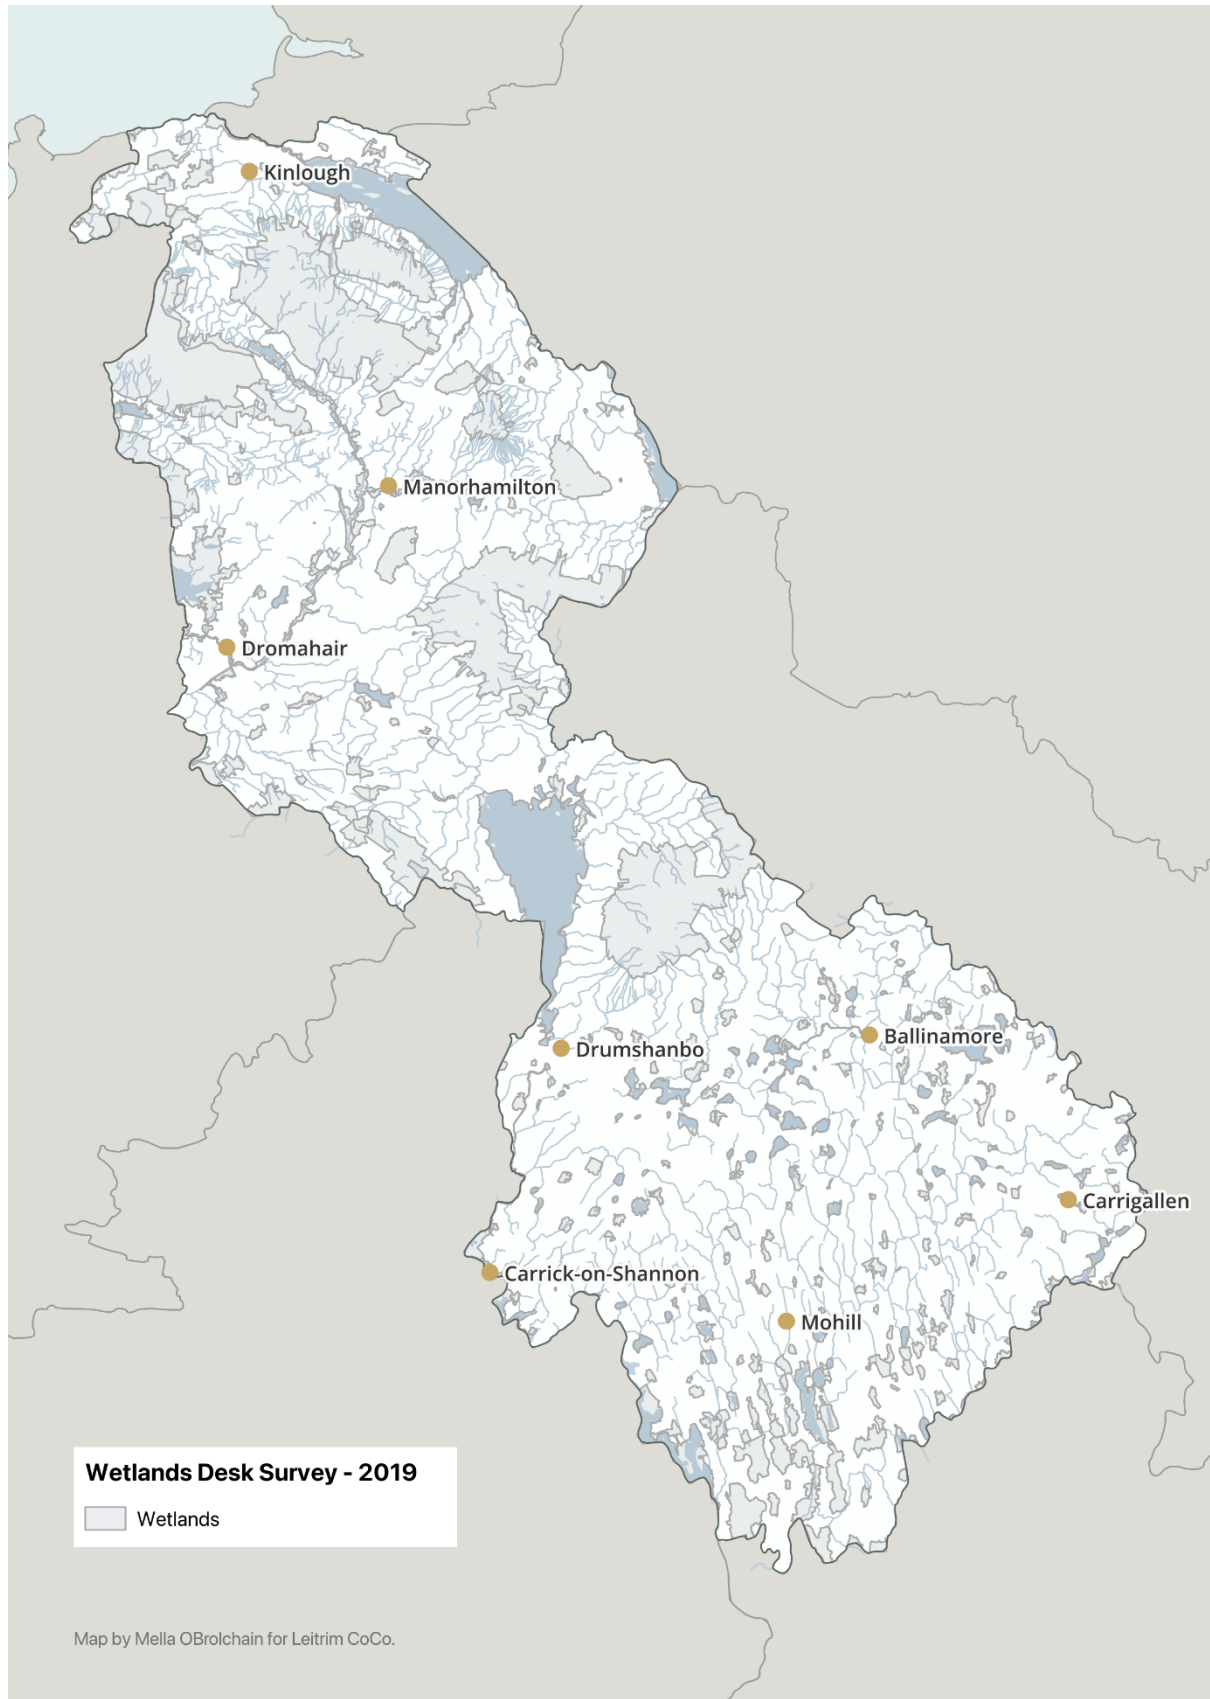 Kinlough
Manorhamilton
Dromahair
Drumshanbo
Ballinamore
Carrigallen
Carrick-on-Shannon
Mohill
Wetlands Desk Survey - 2019
Wetlands
Map by Mella OBrolchain for Leitrim CoCo.